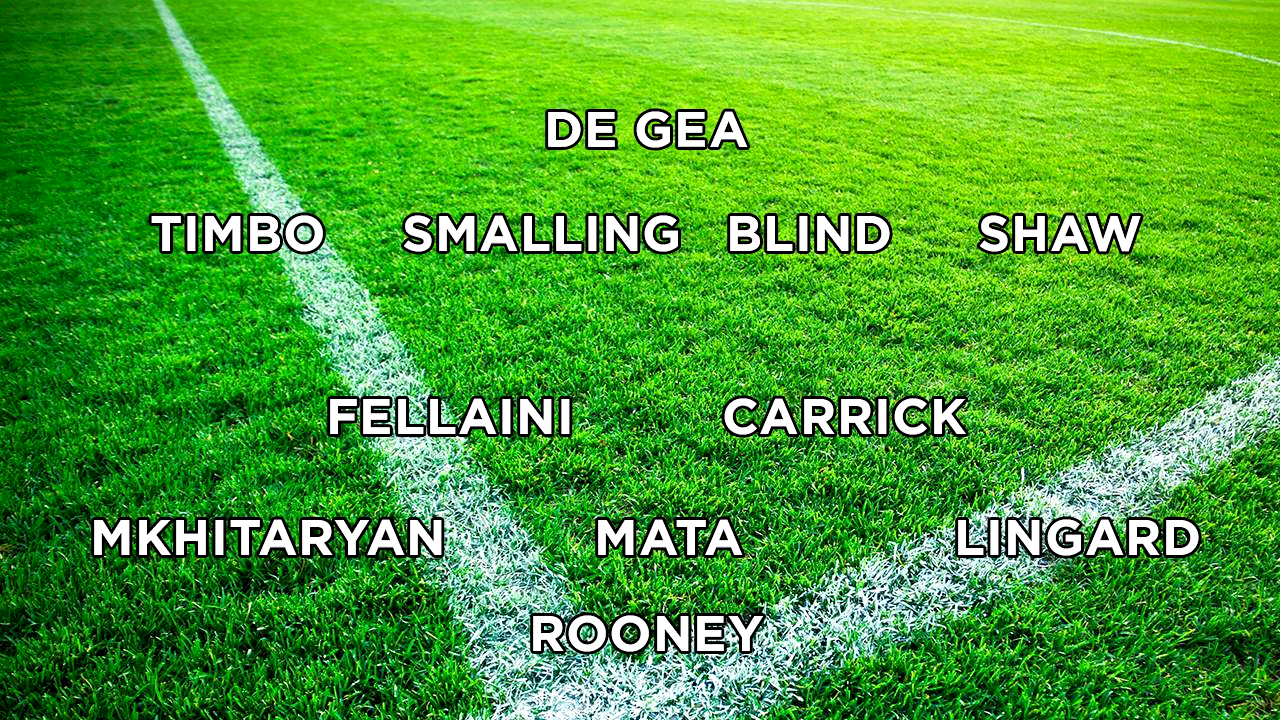 DE GEA
TIMBO SMALLING BLIND SHAW
FELLAINI CARRICK
MKHITARYAN MATA LINGARD
ROONEY